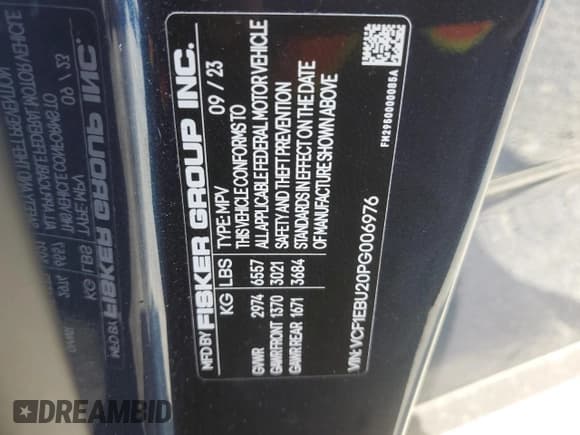 MFD BY FISKER GROUP INC.
KG LBS TYPE: MPV 09 / 23
GVWR 2974 6557
GAWR FRONT 1370 3021
GAWR REAR 1671 3684
THIS VEHICLE CONFORMS TO
ALL APPLICABLE FEDERAL MOTOR VEHICLE
SAFETY AND THEFT PREVENTION
STANDARDS IN EFFECT ON THE DATE
OF MANUFACTURE SHOWN ABOVE
VIN: VCF1EBU20PG006976
FM2950000085A
DREAMBID